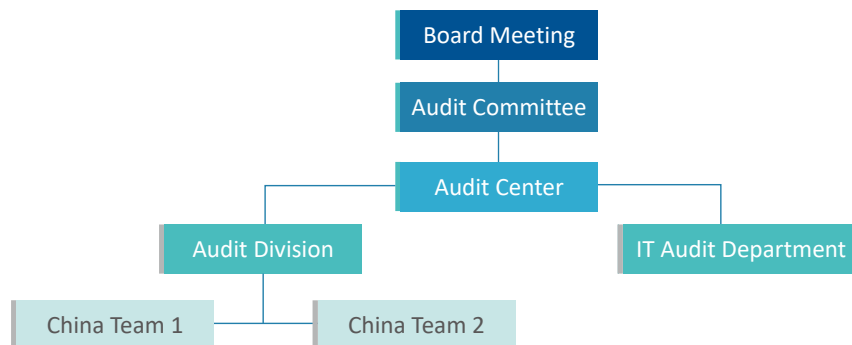 Board Meeting
Audit Committee
Audit Center
Audit Division
IT Audit Department
China Team 1
China Team 2